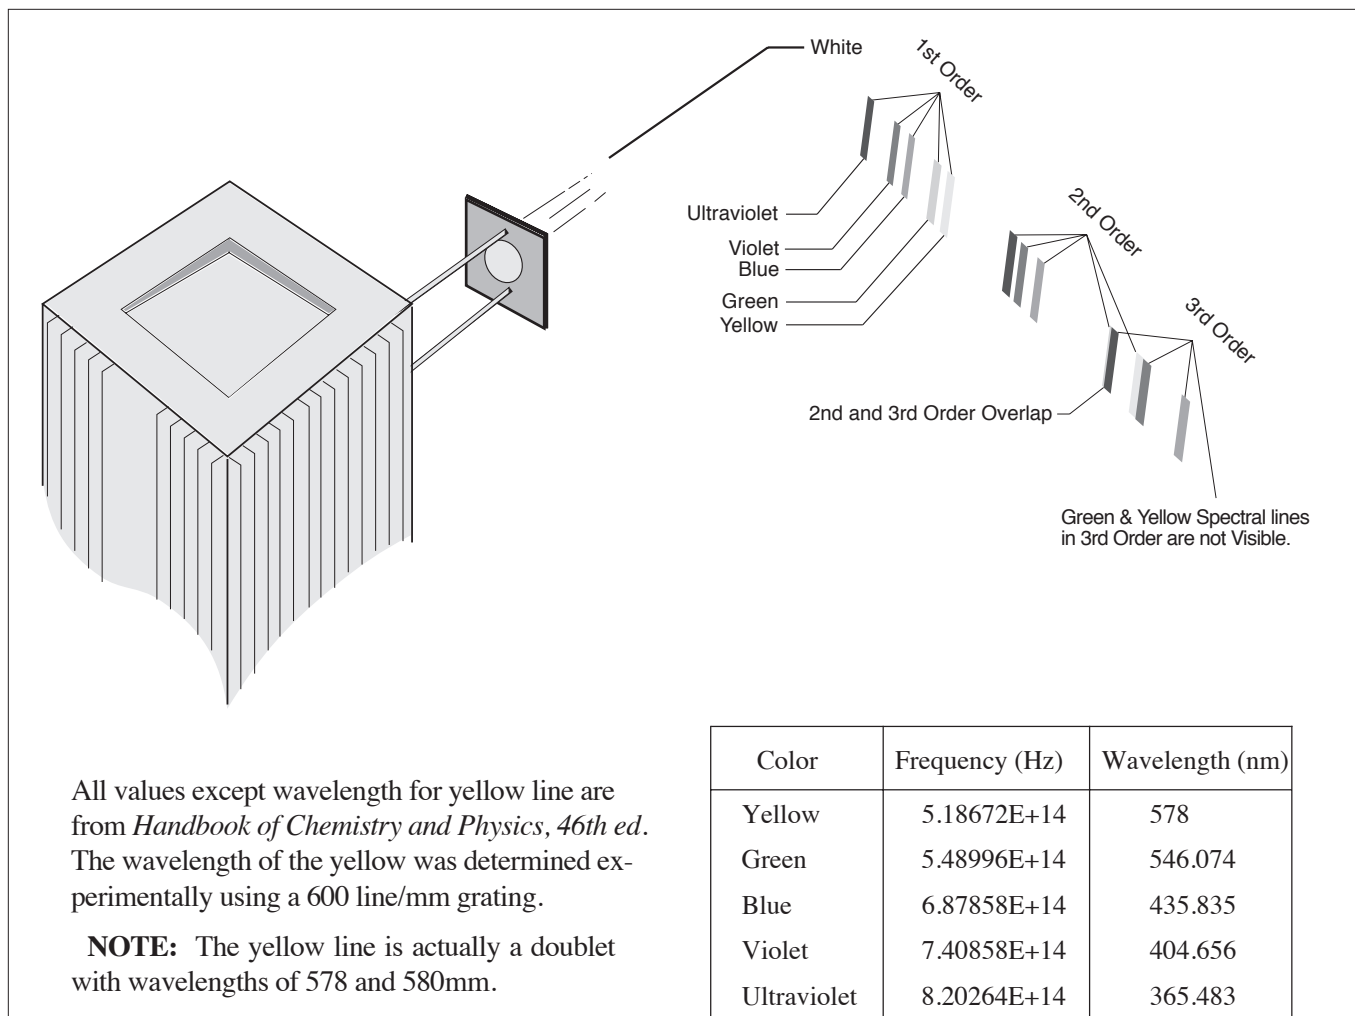 White
1st Order
Ultraviolet
Violet
Blue
Green
Yellow
2nd Order
3rd Order
2nd and 3rd Order Overlap
Green & Yellow Spectral lines
in 3rd Order are not Visible.
All values except wavelength for yellow line are
from Handbook of Chemistry and Physics, 46th ed.
The wavelength of the yellow was determined ex-
perimentally using a 600 line/mm grating.
NOTE: The yellow line is actually a doublet
with wavelengths of 578 and 580mm.
Color Frequency (Hz) Wavelength (nm)
Yellow 5.18672E+14 578
Green 5.48996E+14 546.074
Blue 6.87858E+14 435.835
Violet 7.40858E+14 404.656
Ultraviolet 8.20264E+14 365.483